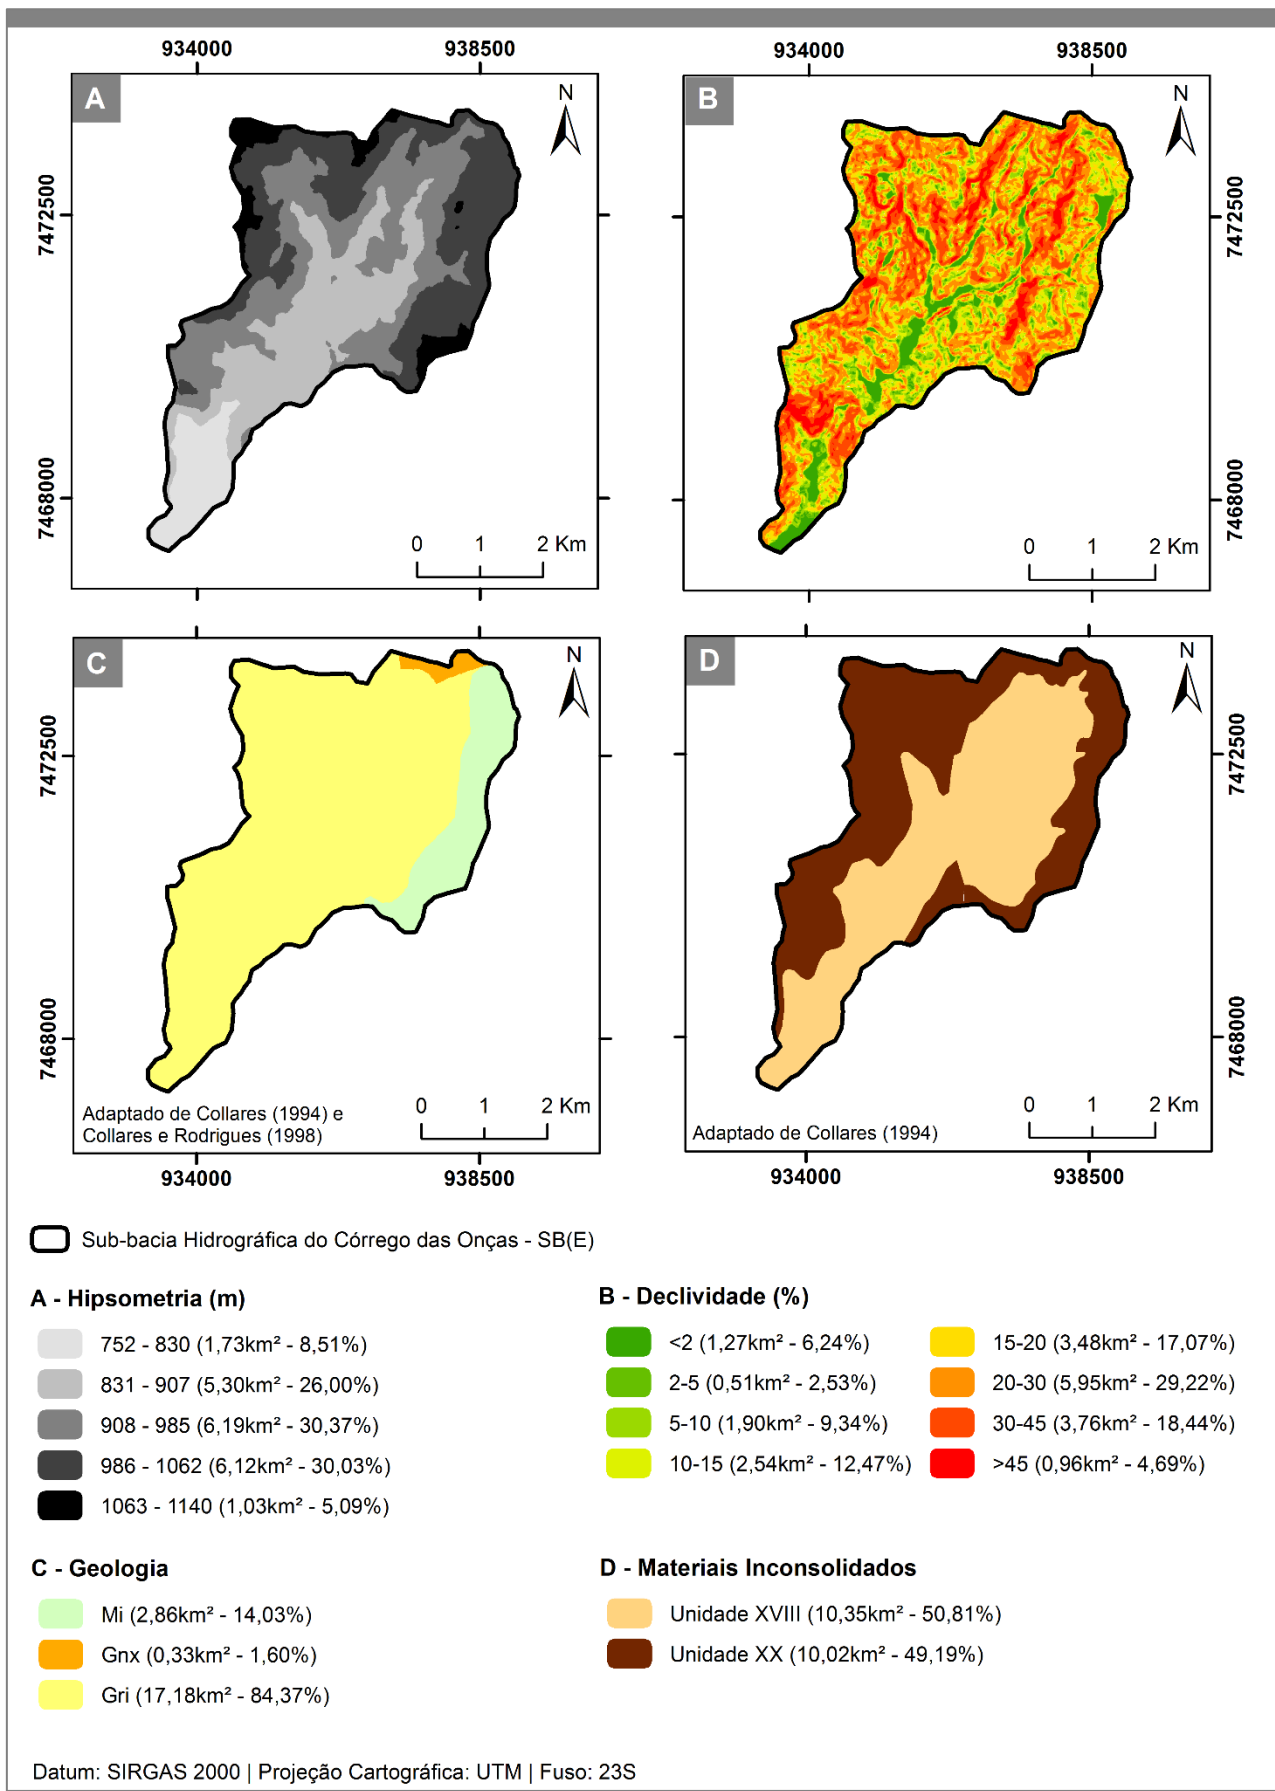 934000 938500
934000 938500
A
N
B
N
7472500
7472500
7468000
7468000
0 1 2 Km
0 1 2 Km
C
N
D
N
7472500
7472500
7468000
7468000
Adaptado de Collares (1994) e
Collares e Rodrigues (1998)
0 1 2 Km
Adaptado de Collares (1994)
0 1 2 Km
934000 938500
934000 938500
Sub-bacia Hidrográfica do Córrego das Onças - SB(E)
A - Hipsometria (m)
752 - 830 (1,73km² - 8,51%)
831 - 907 (5,30km² - 26,00%)
908 - 985 (6,19km² - 30,37%)
986 - 1062 (6,12km² - 30,03%)
1063 - 1140 (1,03km² - 5,09%)
B - Declividade (%)
<2 (1,27km² - 6,24%)
2-5 (0,51km² - 2,53%)
5-10 (1,90km² - 9,34%)
10-15 (2,54km² - 12,47%)
15-20 (3,48km² - 17,07%)
20-30 (5,95km² - 29,22%)
30-45 (3,76km² - 18,44%)
>45 (0,96km² - 4,69%)
C - Geologia
Mi (2,86km² - 14,03%)
Gnx (0,33km² - 1,60%)
Gri (17,18km² - 84,37%)
D - Materiais Inconsolidados
Unidade XVIII (10,35km² - 50,81%)
Unidade XX (10,02km² - 49,19%)
Datum: SIRGAS 2000 | Projeção Cartográfica: UTM | Fuso: 23S